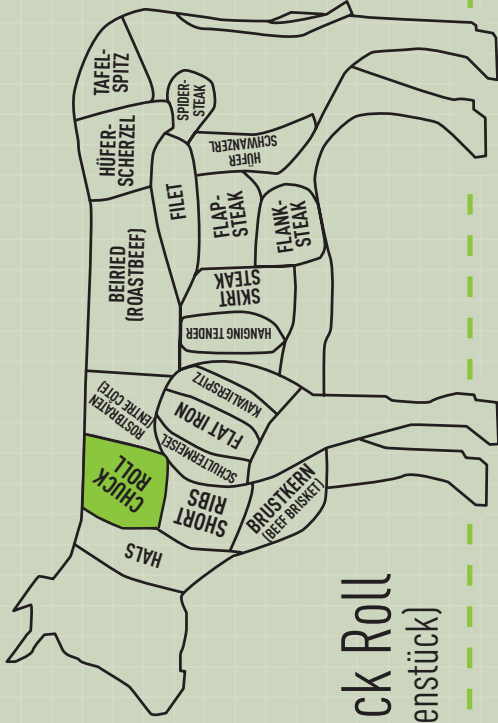 TAFEL-
SPITZ
HÜFER-
SCHERZEL
SPIDER-
STEAK
HÜFER
SCHWANZERL
BEIRIED
(ROASTBEEF)
FILET
FLAP-
STEAK
FLANK-
STEAK
SKIRT
STEAK
HANGING TENDER
ROSTBRATEN
(ENTRE COTE)
KAVALIERSPITZ
FLAT IRON
SCHULTERMEISEL
CHUCK
ROLL
SHORT
RIBS
BRUSTKERN
(BEEF BRISKET)
HALS
ck Roll
enstück)